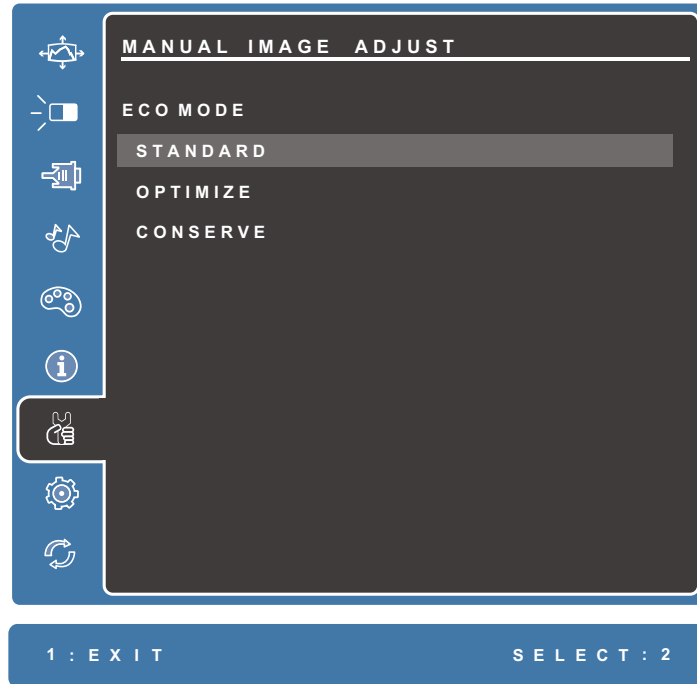 MANUAL IMAGE ADJUST
ECO MODE
STANDARD
OPTIMIZE
CONSERVE
1 : EXIT SELECT : 2